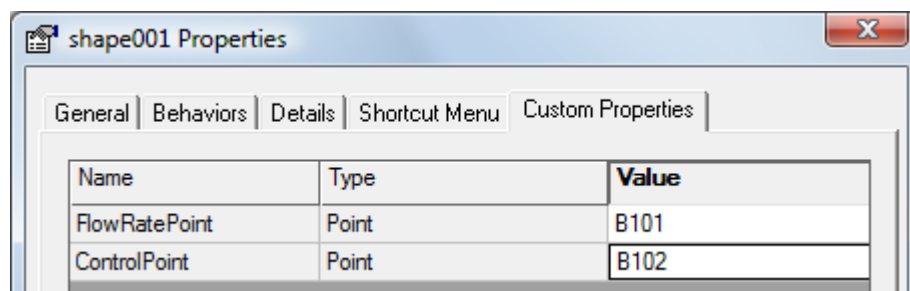 shape001 Properties
General Behaviors Details Shortcut Menu Custom Properties
Name Type Value
FlowRatePoint Point B101
ControlPoint Point B102